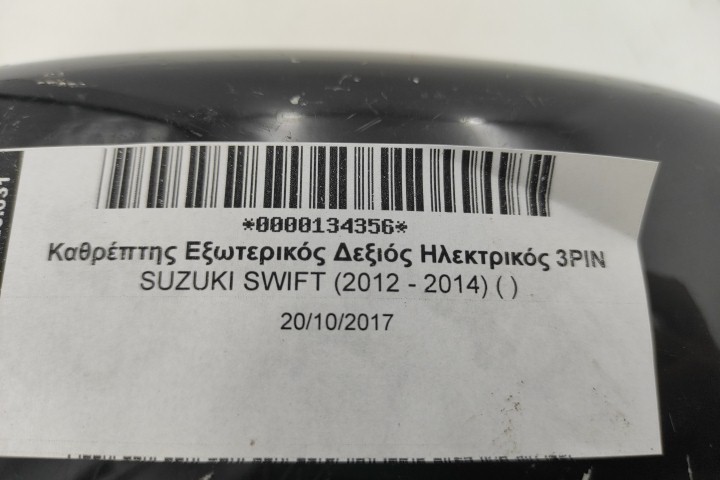 *0000134356*
Καθρέπτης Εξωτερικός Δεξιός Ηλεκτρικός 3PIN
SUZUKI SWIFT (2012 - 2014) ( )
20/10/2017